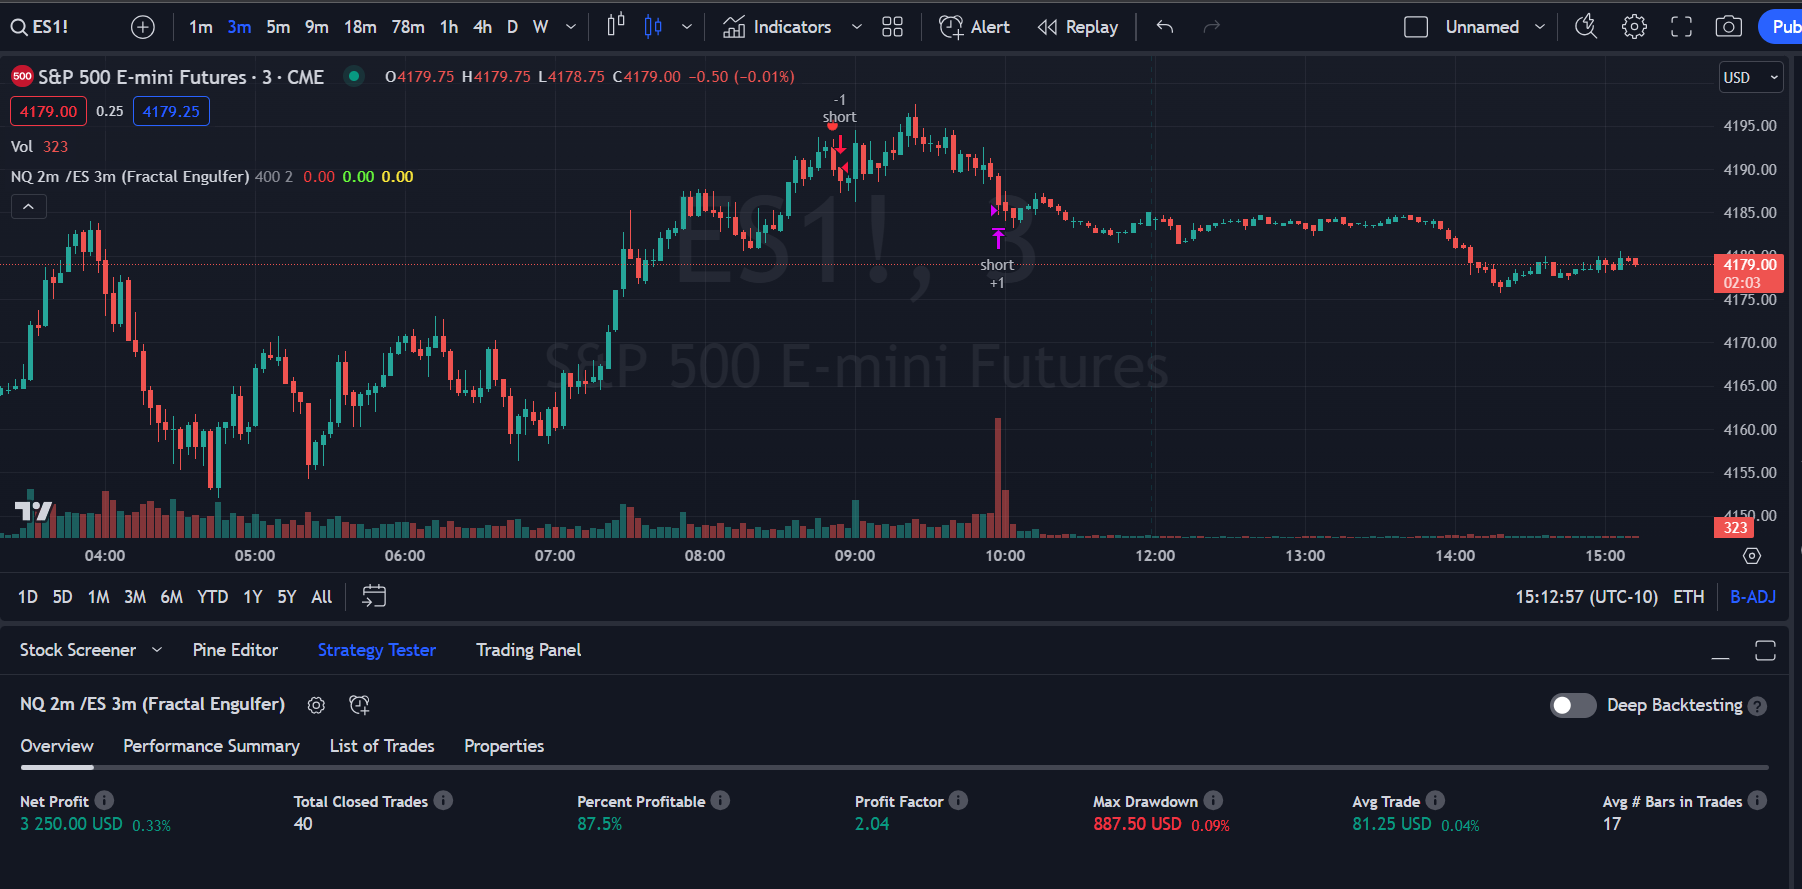 ES1! 1m 3m 5m 9m 18m 78m 1h 4h D W Indicators Alert Replay Unnamed Pub
500 S&P 500 E-mini Futures · 3 · CME O4179.75 H4179.75 L4178.75 C4179.00 −0.50 (−0.01%)
USD
4179.00 0.25 4179.25
Vol 323
NQ 2m /ES 3m (Fractal Engulfer) 400 2 0.00 0.00 0.00
-1
short
short
+1
ES1!, 3
S&P 500 E-mini Futures
4195.00
4190.00
4185.00
4180.00
4179.00
02:03
4175.00
4170.00
4165.00
4160.00
4155.00
4150.00
323
04:00 05:00 06:00 07:00 08:00 09:00 10:00 12:00 13:00 14:00 15:00
1D 5D 1M 3M 6M YTD 1Y 5Y All 15:12:57 (UTC-10) ETH B-ADJ
Stock Screener Pine Editor Strategy Tester Trading Panel
NQ 2m /ES 3m (Fractal Engulfer) Deep Backtesting ?
Overview Performance Summary List of Trades Properties
Net Profit Total Closed Trades Percent Profitable Profit Factor Max Drawdown Avg Trade Avg # Bars in Trades
3 250.00 USD 0.33% 40 87.5% 2.04 887.50 USD 0.09% 81.25 USD 0.04% 17